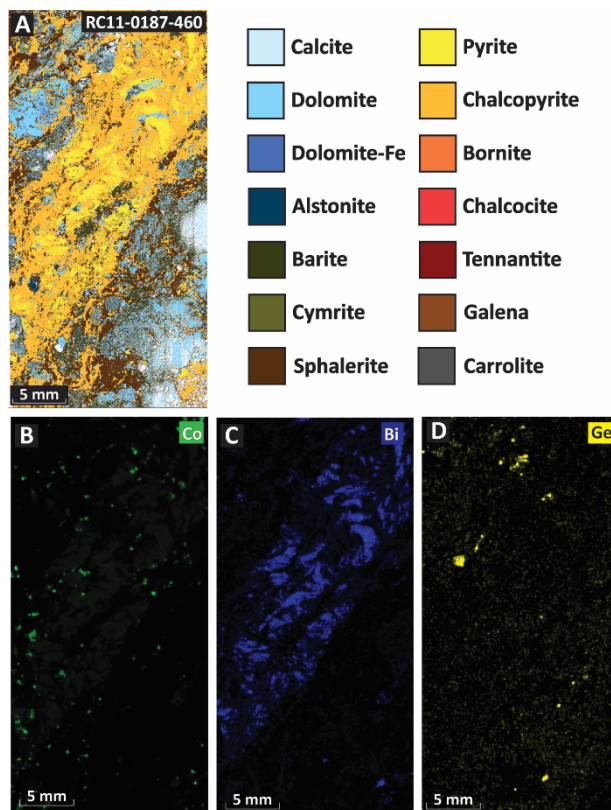 A RC11-0187-460
5 mm
Calcite
Dolomite
Dolomite-Fe
Alstonite
Barite
Cymrite
Sphalerite
Pyrite
Chalcopyrite
Bornite
Chalcocite
Tennantite
Galena
Carrolite
B Co
5 mm
C Bi
5 mm
D Ge
5 mm